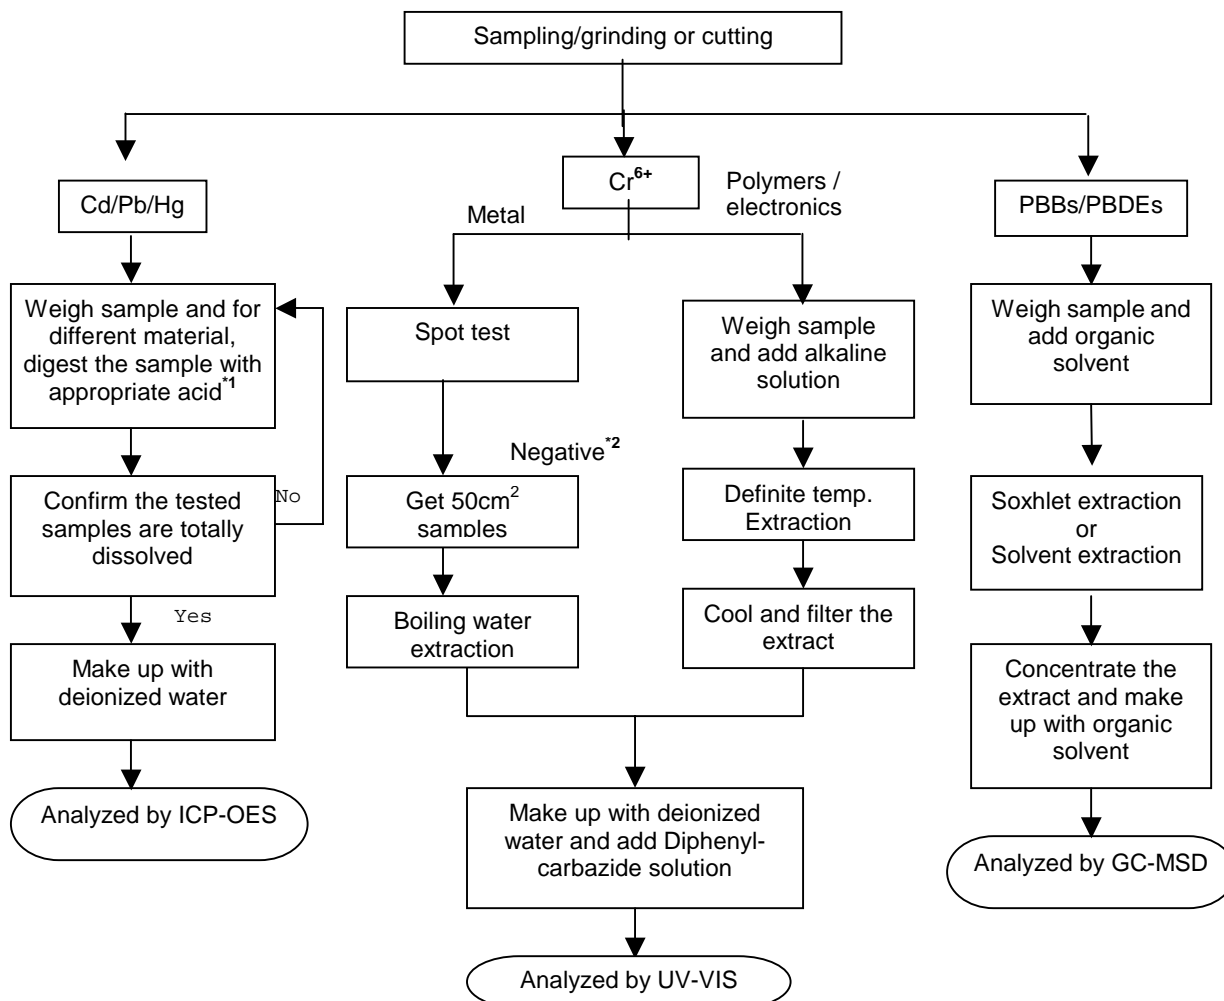 Sampling/grinding or cutting
Cd/Pb/Hg
Weigh sample and for
different material,
digest the sample with
appropriate acid*1
Confirm the tested
samples are totally
dissolved
No
Yes
Make up with
deionized water
Analyzed by ICP-OES
Cr6+
Metal
Polymers /
electronics
Spot test
Negative*2
Get 50cm2
samples
Boiling water
extraction
Weigh sample
and add alkaline
solution
Definite temp.
Extraction
Cool and filter the
extract
Make up with deionized
water and add Diphenyl-
carbazide solution
Analyzed by UV-VIS
PBBs/PBDEs
Weigh sample and
add organic
solvent
Soxhlet extraction
or
Solvent extraction
Concentrate the
extract and make
up with organic
solvent
Analyzed by GC-MSD